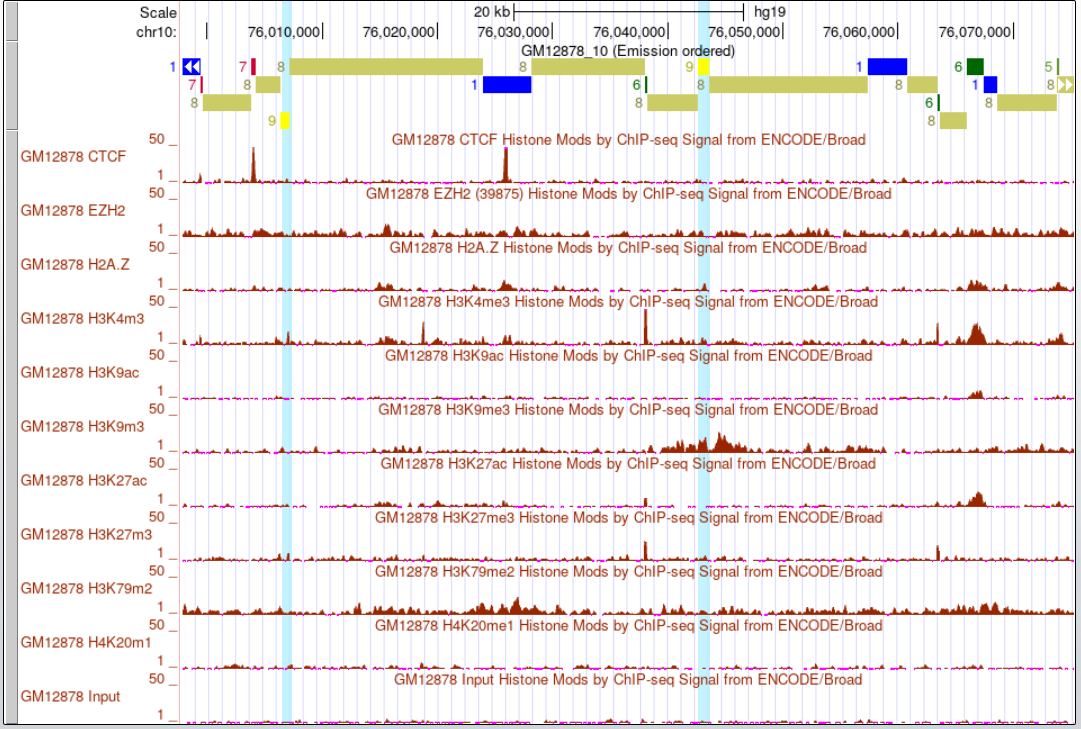 Scale 20 kb hg19
chr10: 76,010,000 76,020,000 76,030,000 76,040,000 76,050,000 76,060,000 76,070,000
GM12878_10 (Emission ordered)
1 7 8 8 9 1 6 5
7 8 1 6 8 8 1
8 8 6 8
9 8
50 GM12878 CTCF Histone Mods by ChIP-seq Signal from ENCODE/Broad
GM12878 CTCF
1
50 GM12878 EZH2 (39875) Histone Mods by ChIP-seq Signal from ENCODE/Broad
GM12878 EZH2
1
50 GM12878 H2A.Z Histone Mods by ChIP-seq Signal from ENCODE/Broad
GM12878 H2A.Z
1
50 GM12878 H3K4me3 Histone Mods by ChIP-seq Signal from ENCODE/Broad
GM12878 H3K4m3
1
50 GM12878 H3K9ac Histone Mods by ChIP-seq Signal from ENCODE/Broad
GM12878 H3K9ac
1
50 GM12878 H3K9me3 Histone Mods by ChIP-seq Signal from ENCODE/Broad
GM12878 H3K9m3
1
50 GM12878 H3K27ac Histone Mods by ChIP-seq Signal from ENCODE/Broad
GM12878 H3K27ac
1
50 GM12878 H3K27me3 Histone Mods by ChIP-seq Signal from ENCODE/Broad
GM12878 H3K27m3
1
50 GM12878 H3K79me2 Histone Mods by ChIP-seq Signal from ENCODE/Broad
GM12878 H3K79m2
1
50 GM12878 H4K20me1 Histone Mods by ChIP-seq Signal from ENCODE/Broad
GM12878 H4K20m1
1
50 GM12878 Input Histone Mods by ChIP-seq Signal from ENCODE/Broad
GM12878 Input
1